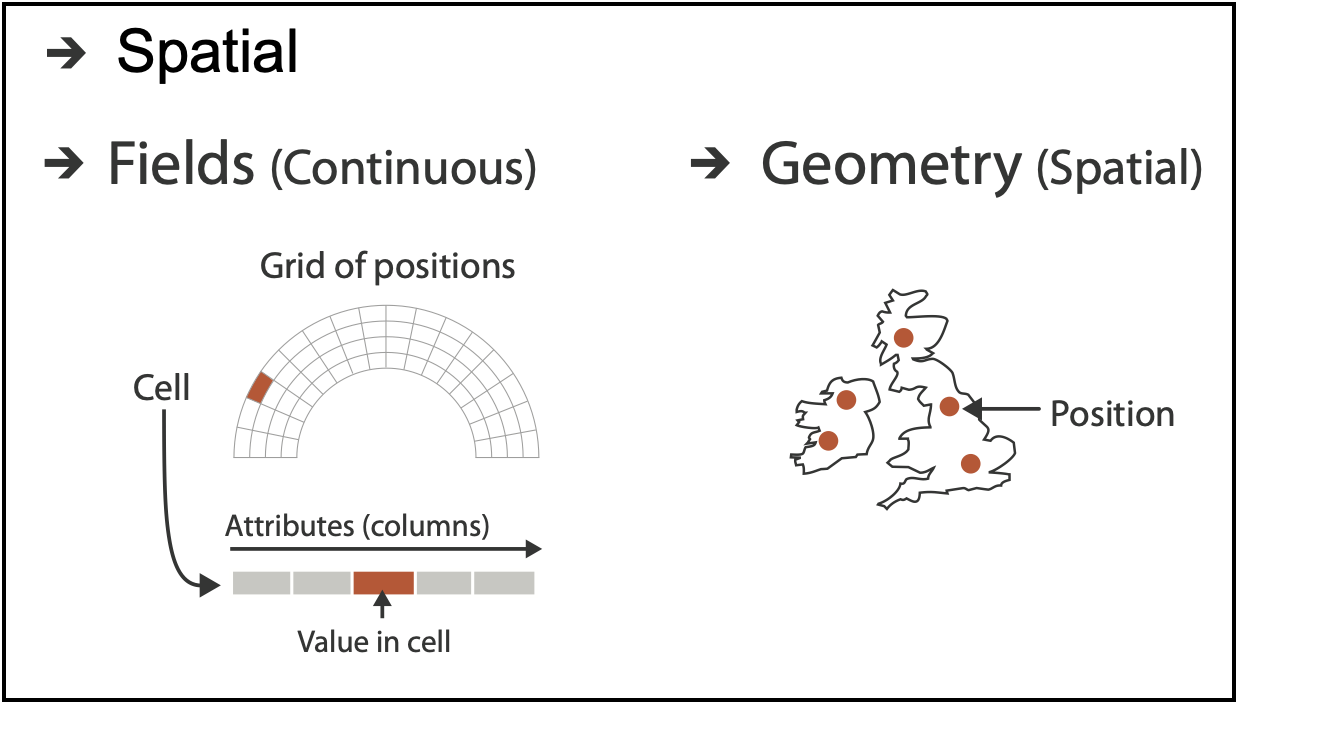 ➔ Spatial
➔ Fields (Continuous)
Grid of positions
Cell
Attributes (columns)
Value in cell
➔ Geometry (Spatial)
Position